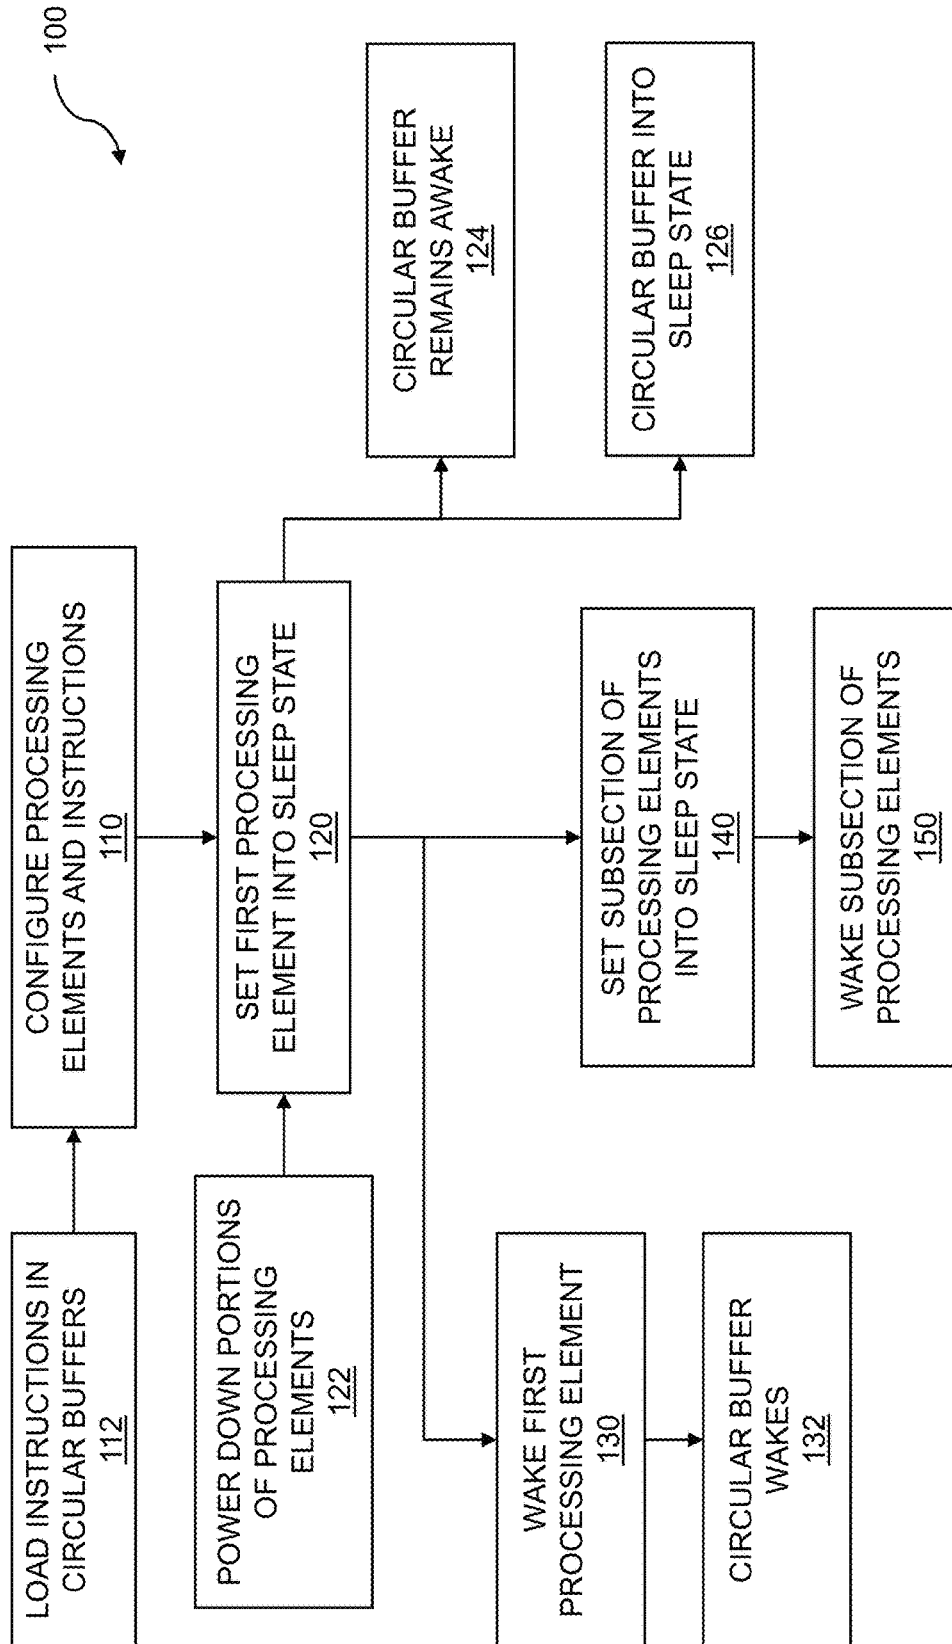 100
LOAD INSTRUCTIONS IN
CIRCULAR BUFFERS
112
CONFIGURE PROCESSING
ELEMENTS AND INSTRUCTIONS
110
POWER DOWN PORTIONS
OF PROCESSING
ELEMENTS
122
SET FIRST PROCESSING
ELEMENT INTO SLEEP STATE
120
CIRCULAR BUFFER
REMAINS AWAKE
124
CIRCULAR BUFFER INTO
SLEEP STATE
126
WAKE FIRST
PROCESSING ELEMENT
130
CIRCULAR BUFFER
WAKES
132
SET SUBSECTION OF
PROCESSING ELEMENTS
INTO SLEEP STATE
140
WAKE SUBSECTION OF
PROCESSING ELEMENTS
150